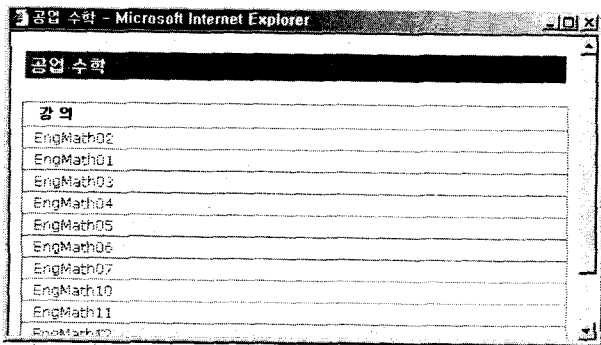 공업 수학 - Microsoft Internet Explorer
공업 수학
강 의
EngMath02
EngMath01
EngMath03
EngMath04
EngMath05
EngMath06
EngMath07
EngMath10
EngMath11